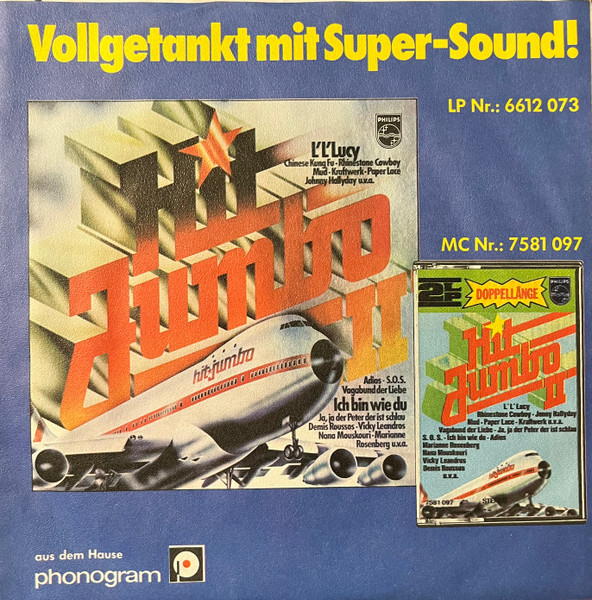 Vollgetankt mit Super-Sound!
LP Nr.: 6612 073
PHILIPS
Hit
Jumbo
II
L'L'Lucy
Chinese Kung Fu · Rhinestone Cowboy
Mud · Kraftwerk · Paper Lace
Johnny Hallyday u.v.a.
hit-jumbo
Adios · S.O.S.
Vagabund der Liebe
Ich bin wie du
Ja, ja der Peter der ist schlau
Demis Roussos · Vicky Leandros
Nana Mouskouri · Marianne
Rosenberg u.v.a.
MC Nr.: 7581 097
2LP
DOPPELLÄNGE
PHILIPS
Hit
Jumbo
II
L' L' Lucy
Rhinestone Cowboy · Jonny Hallyday
Mud · Paper Lace · Kraftwerk u.v.a.
Vagabund der Liebe · Ja, ja der Peter der ist schlau
S. O. S. · Ich bin wie du · Adios
Marianne Rosenberg
Nana Mouskouri
Vicky Leandros
Demis Roussos
u.v.a.
7581 097
aus dem Hause
phonogram